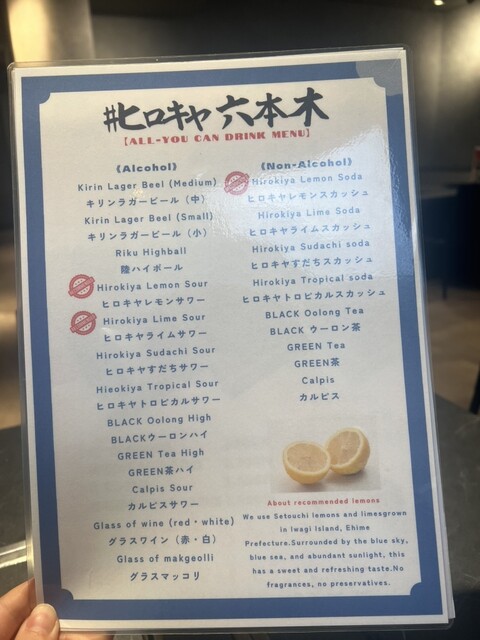 #ヒロキヤ 六本木
【ALL-YOU CAN DRINK MENU】
《Alcohol》
Kirin Lager Beel (Medium)
キリンラガービール（中）
Kirin Lager Beel (Small)
キリンラガービール（小）
Riku Highball
陸ハイボール
Hirokiya Lemon Sour
ヒロキヤレモンサワー
Hirokiya Lime Sour
ヒロキヤライムサワー
Hirokiya Sudachi Sour
ヒロキヤすだちサワー
Hieokiya Tropical Sour
ヒロキヤトロピカルサワー
BLACK Oolong High
BLACKウーロンハイ
GREEN Tea High
GREEN茶ハイ
Calpis Sour
カルピスサワー
Glass of wine (red・white)
グラスワイン（赤・白）
Glass of makgeolli
グラスマッコリ
《Non-Alcohol》
Hirokiya Lemon Soda
ヒロキヤレモンスカッシュ
Hirokiya Lime Soda
ヒロキヤライムスカッシュ
Hirokiya Sudachi soda
ヒロキヤすだちスカッシュ
Hirokiya Tropical soda
ヒロキヤトロピカルスカッシュ
BLACK Oolong Tea
BLACK ウーロン茶
GREEN Tea
GREEN茶
Calpis
カルピス
About recommended lemons
We use Setouchi lemons and limesgrown
in Iwagi Island, Ehime
Prefecture.Surrounded by the blue sky,
blue sea, and abundant sunlight, this
has a sweet and refreshing taste.No
fragrances, no preservatives.